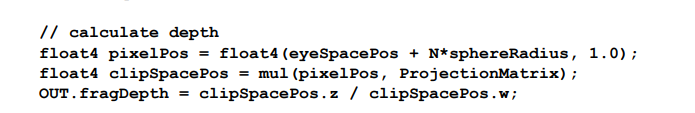 // calculate depth
float4 pixelPos = float4(eyeSpacePos + N*sphereRadius, 1.0);
float4 clipSpacePos = mul(pixelPos, ProjectionMatrix);
OUT.fragDepth = clipSpacePos.z / clipSpacePos.w;